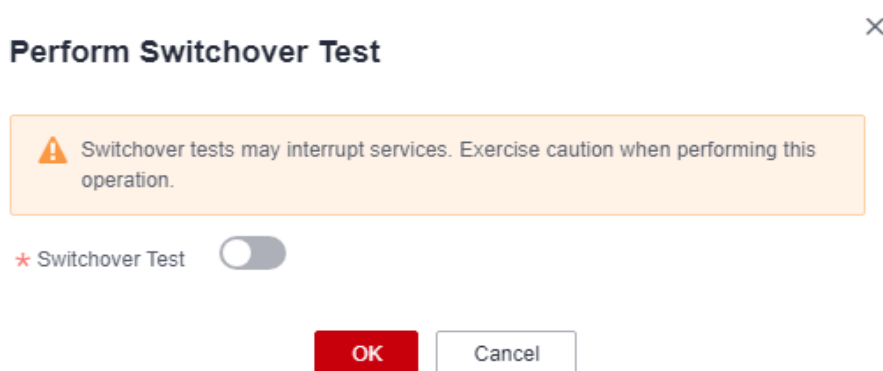 Perform Switchover Test
Switchover tests may interrupt services. Exercise caution when performing this
operation.
* Switchover Test
OK
Cancel